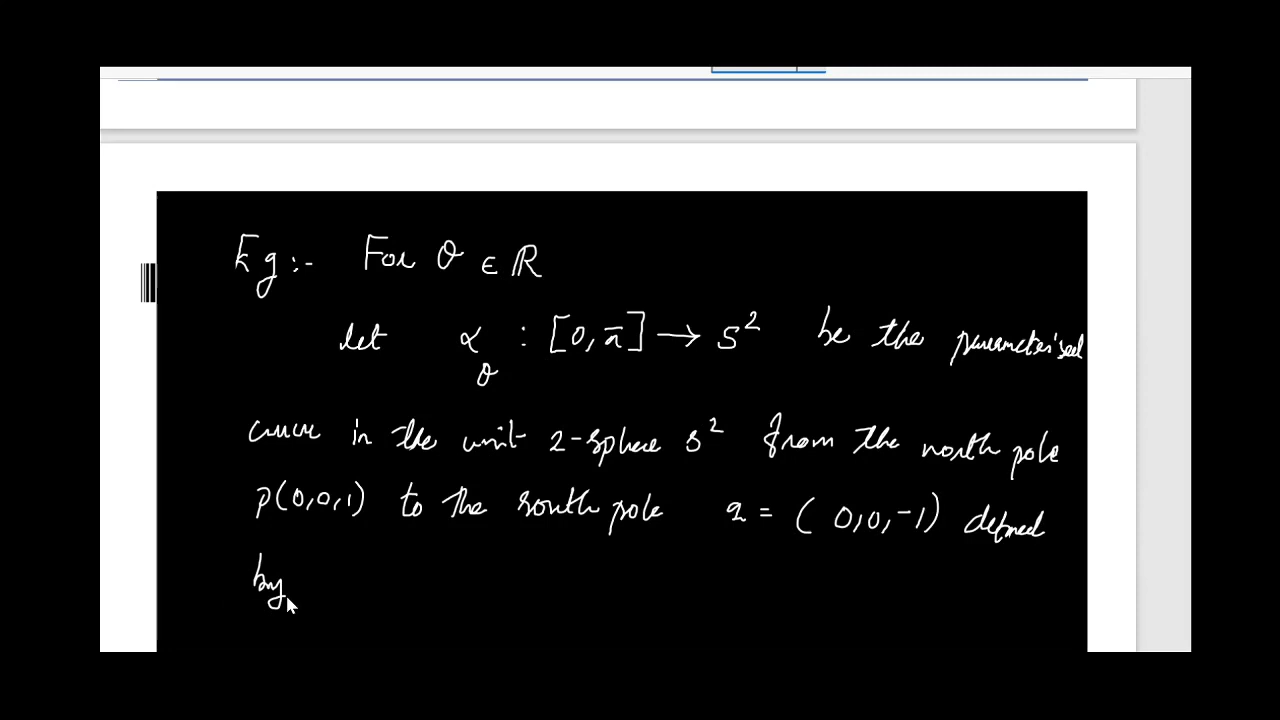 Eg :- For θ ∈ ℝ
let α_θ : [0, π] → S² be the parameterised
curve in the unit 2-sphere S² from the north pole
p(0,0,1) to the south pole q = (0,0,-1) defined
by